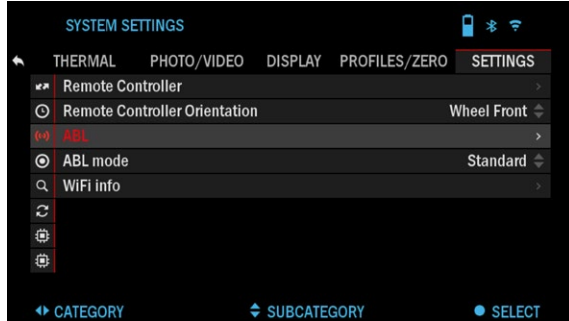 SYSTEM SETTINGS
THERMAL PHOTO/VIDEO DISPLAY PROFILES/ZERO SETTINGS
Remote Controller
Remote Controller Orientation Wheel Front
ABL
ABL mode Standard
WiFi info
CATEGORY SUBCATEGORY SELECT